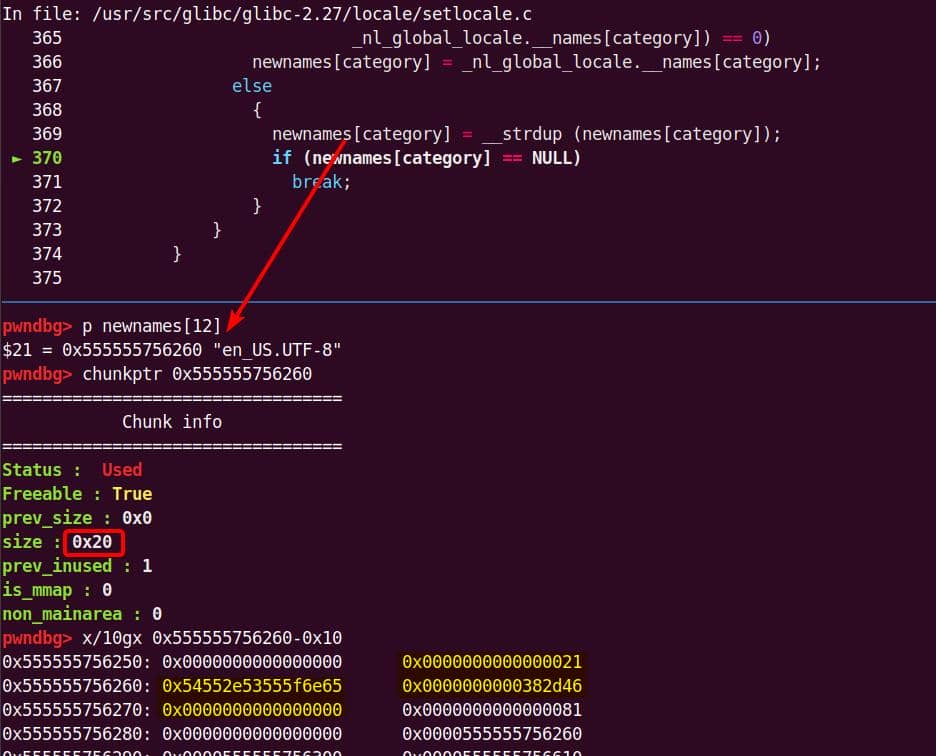 In file: /usr/src/glibc/glibc-2.27/locale/setlocale.c
365 _nl_global_locale.__names[category]) == 0)
366 newnames[category] = _nl_global_locale.__names[category];
367 else
368 {
369 newnames[category] = __strdup (newnames[category]);
► 370 if (newnames[category] == NULL)
371 break;
372 }
373 }
374 }
375
pwndbg> p newnames[12]
$21 = 0x555555756260 "en_US.UTF-8"
pwndbg> chunkptr 0x555555756260
==================================
Chunk info
==================================
Status : Used
Freeable : True
prev_size : 0x0
size : 0x20
prev_inused : 1
is_mmap : 0
non_mainarea : 0
pwndbg> x/10gx 0x555555756260-0x10
0x555555756250: 0x0000000000000000 0x0000000000000021
0x555555756260: 0x54552e53555f6e65 0x0000000000382d46
0x555555756270: 0x0000000000000000 0x0000000000000081
0x555555756280: 0x0000000000000000 0x0000555555756260